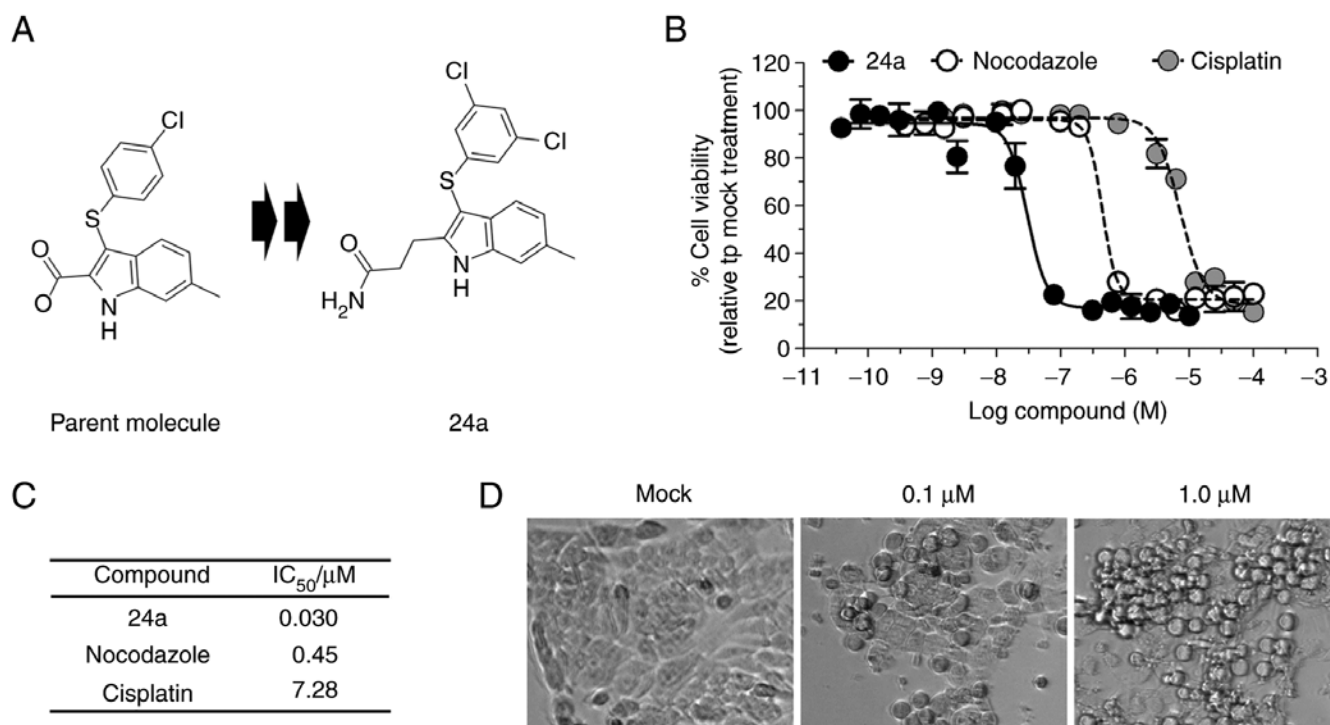 A
Cl
S
O
O
N
H
Cl
Cl
S
O
H₂N
N
H
Parent molecule
24a
B
24a Nocodazole Cisplatin
% Cell viability
(relative tp mock treatment)
120
100
80
60
40
20
0
−11 −10 −9 −8 −7 −6 −5 −4 −3
Log compound (M)
C
Compound IC₅₀/µM
24a 0.030
Nocodazole 0.45
Cisplatin 7.28
D
Mock 0.1 µM 1.0 µM